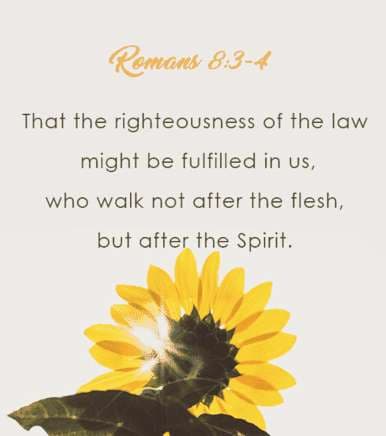 Romans 8:3-4
That the righteousness of the law
might be fulfilled in us,
who walk not after the flesh,
but after the Spirit.